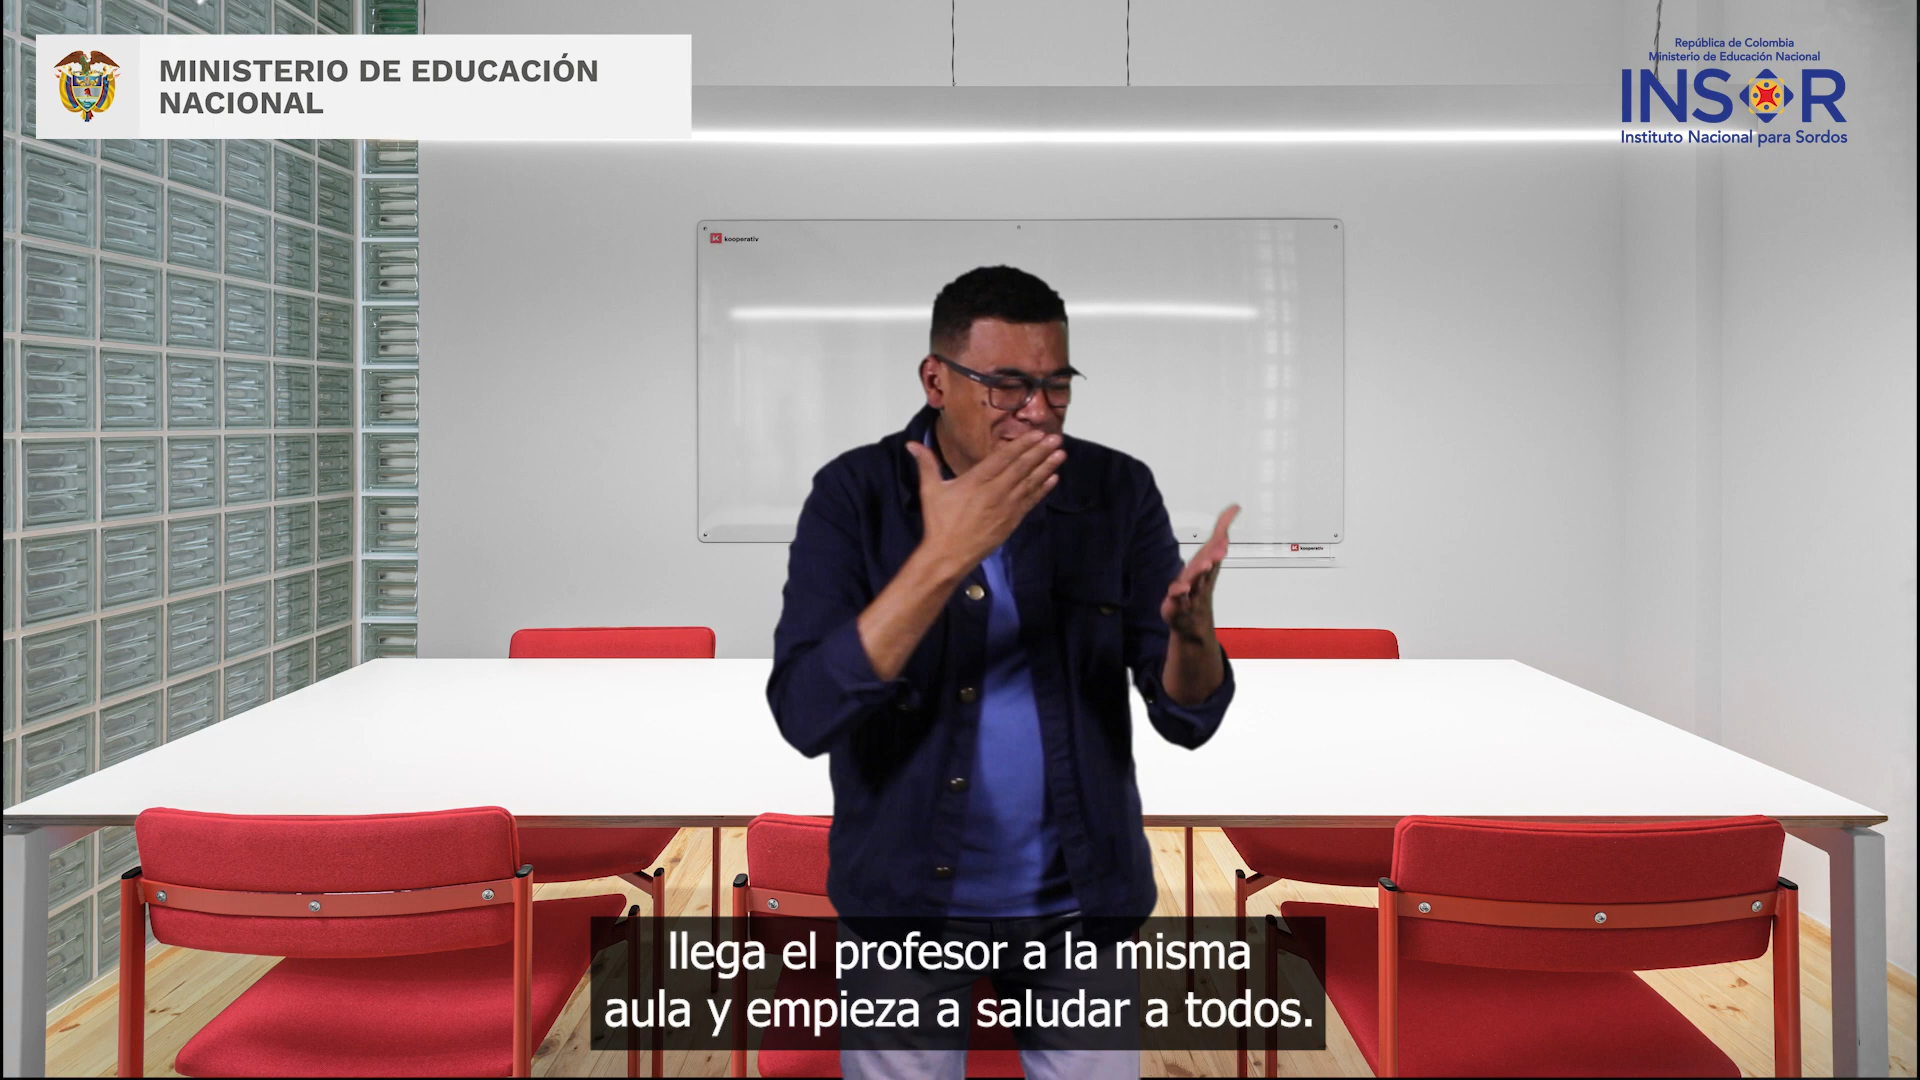 MINISTERIO DE EDUCACIÓN
NACIONAL
República de Colombia
Ministerio de Educación Nacional
INSOR
Instituto Nacional para Sordos
kooperativ
kooperativ
llega el profesor a la misma
aula y empieza a saludar a todos.